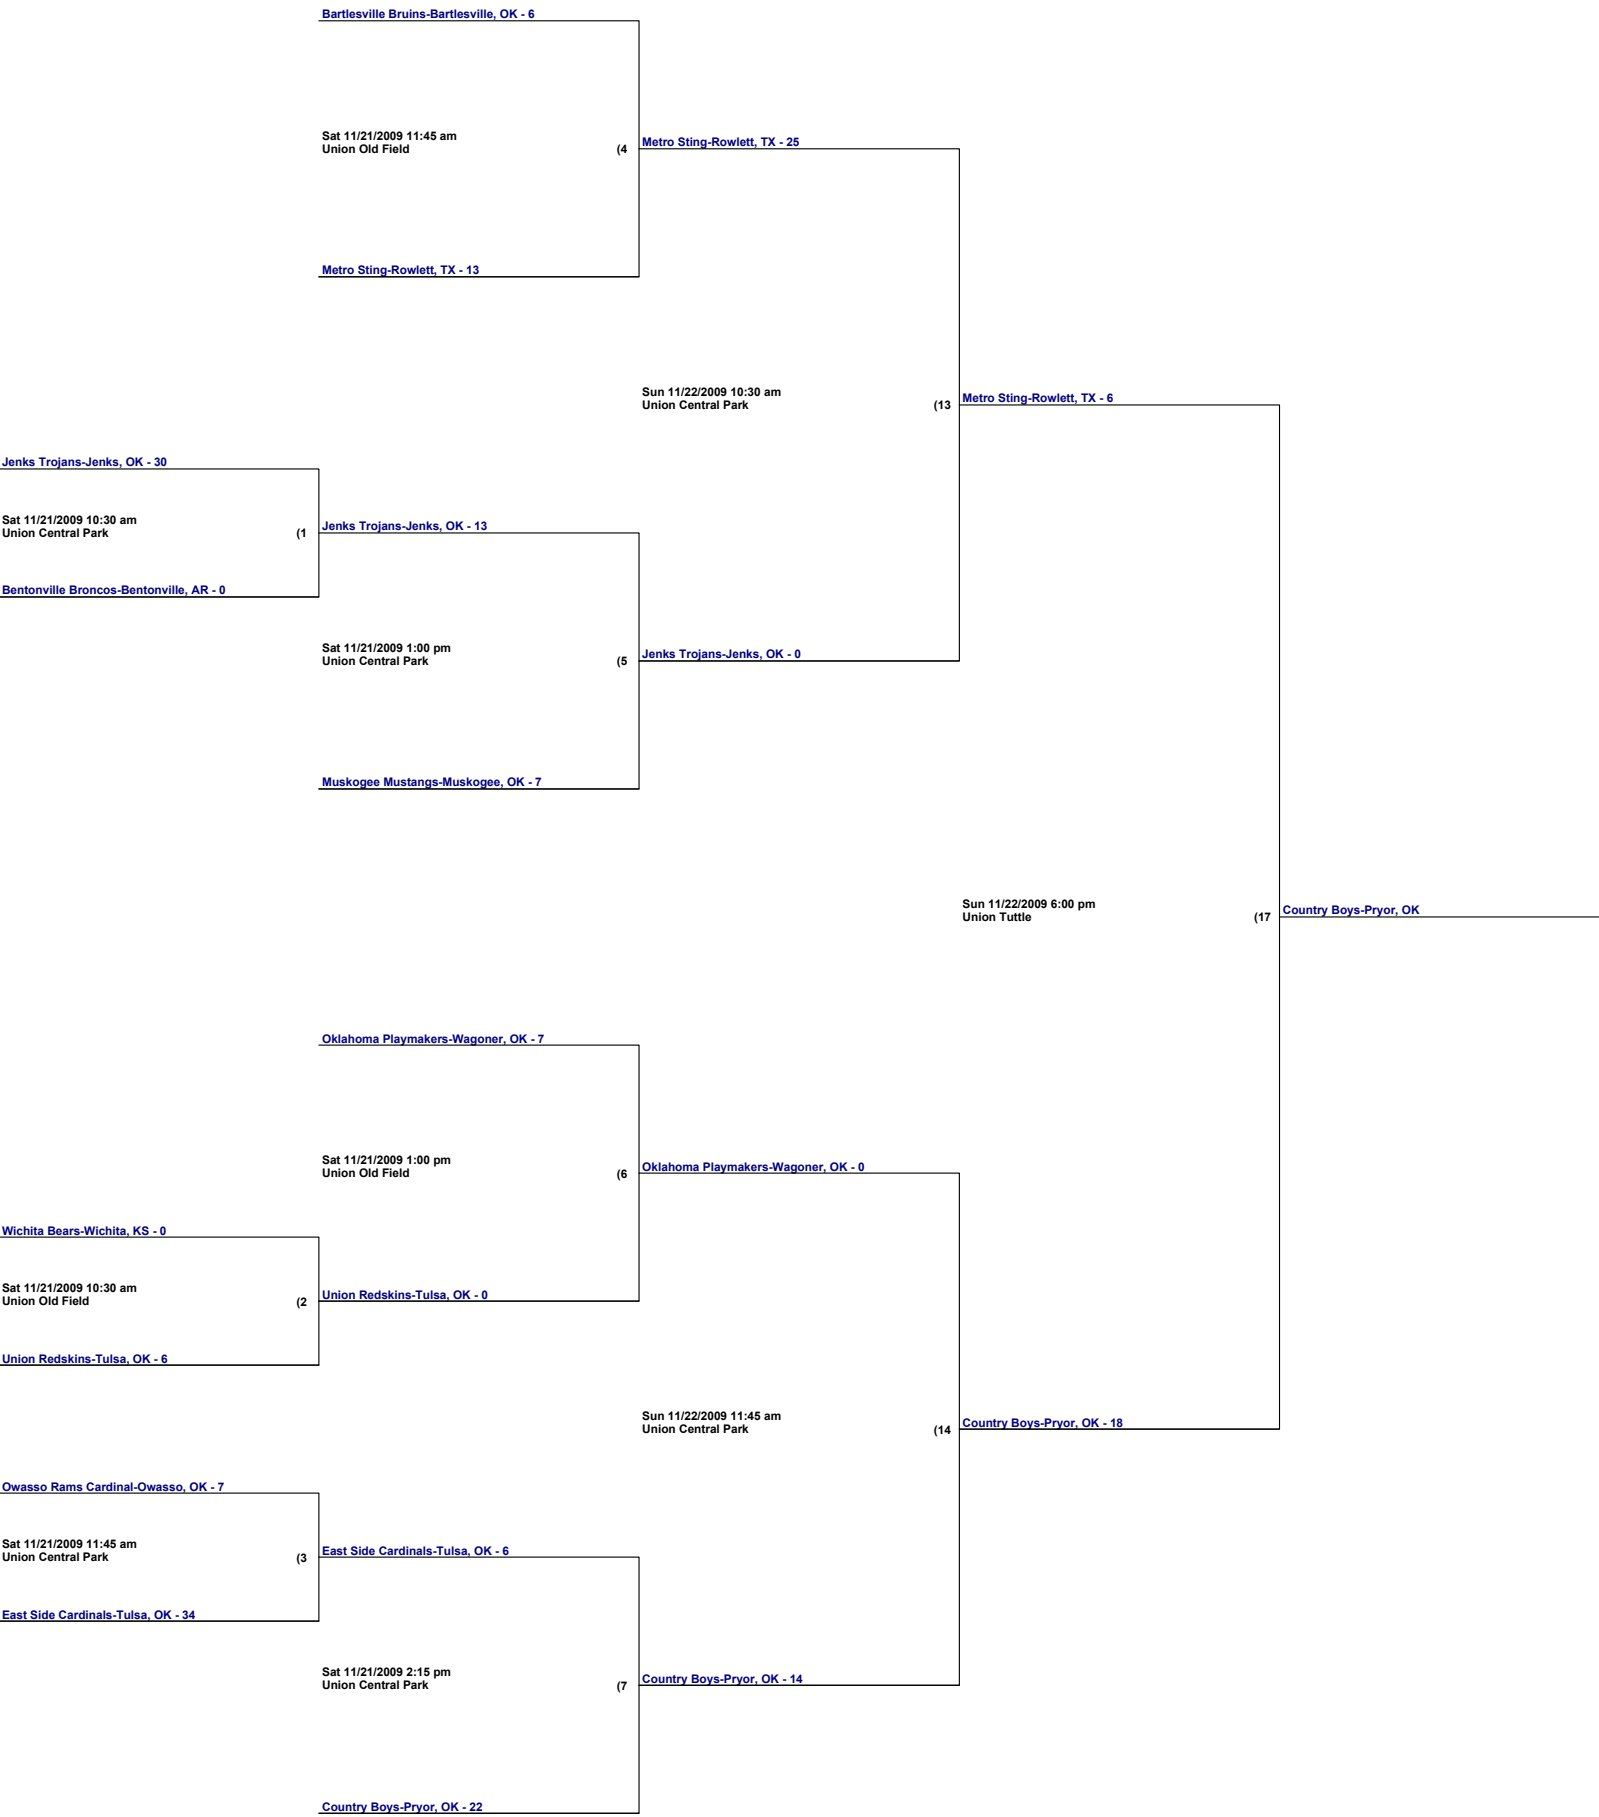 Bartlesville Bruins-Bartlesville, OK - 6
Sat 11/21/2009 11:45 am
Union Old Field
(4
Metro Sting-Rowlett, TX - 25
Metro Sting-Rowlett, TX - 13
Sun 11/22/2009 10:30 am
Union Central Park
(13
Metro Sting-Rowlett, TX - 6
Jenks Trojans-Jenks, OK - 30
Sat 11/21/2009 10:30 am
Union Central Park
(1
Jenks Trojans-Jenks, OK - 13
Bentonville Broncos-Bentonville, AR - 0
Sat 11/21/2009 1:00 pm
Union Central Park
(5
Jenks Trojans-Jenks, OK - 0
Muskogee Mustangs-Muskogee, OK - 7
Sun 11/22/2009 6:00 pm
Union Tuttle
(17
Country Boys-Pryor, OK
Oklahoma Playmakers-Wagoner, OK - 7
Sat 11/21/2009 1:00 pm
Union Old Field
(6
Oklahoma Playmakers-Wagoner, OK - 0
Wichita Bears-Wichita, KS - 0
Sat 11/21/2009 10:30 am
Union Old Field
(2
Union Redskins-Tulsa, OK - 0
Union Redskins-Tulsa, OK - 6
Sun 11/22/2009 11:45 am
Union Central Park
(14
Country Boys-Pryor, OK - 18
Owasso Rams Cardinal-Owasso, OK - 7
Sat 11/21/2009 11:45 am
Union Central Park
(3
East Side Cardinals-Tulsa, OK - 6
East Side Cardinals-Tulsa, OK - 34
Sat 11/21/2009 2:15 pm
Union Central Park
(7
Country Boys-Pryor, OK - 14
Country Boys-Pryor, OK - 22